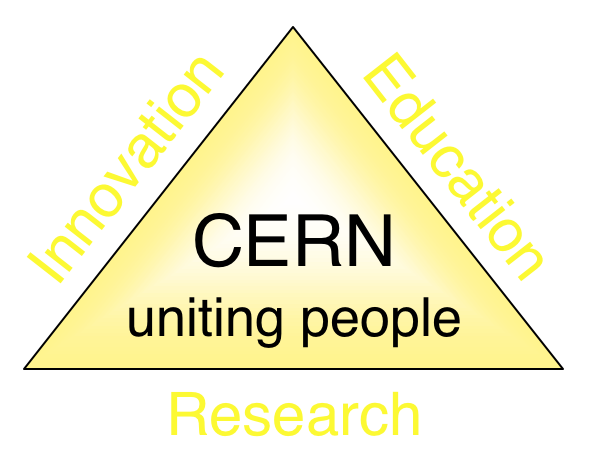 Innovation
Education
CERN
uniting people
Research